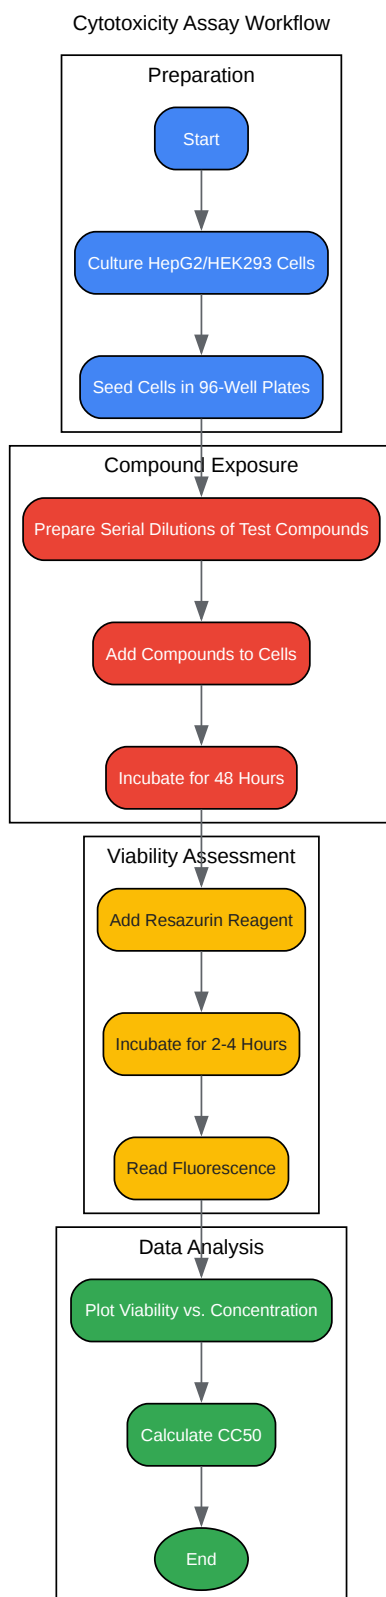 Cytotoxicity Assay Workflow
Preparation
Start
Culture HepG2/HEK293 Cells
Seed Cells in 96-Well Plates
Compound Exposure
Prepare Serial Dilutions of Test Compounds
Add Compounds to Cells
Incubate for 48 Hours
Viability Assessment
Add Resazurin Reagent
Incubate for 2-4 Hours
Read Fluorescence
Data Analysis
Plot Viability vs. Concentration
Calculate CC50
End